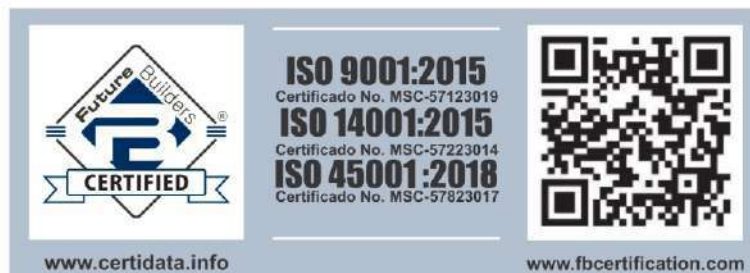 Future Builders
®
CERTIFIED
www.certidata.info
ISO 9001:2015
Certificado No. MSC-57123019
ISO 14001:2015
Certificado No. MSC-57223014
ISO 45001 :2018
Certificado No. MSC-57823017
www.fbcertification.com